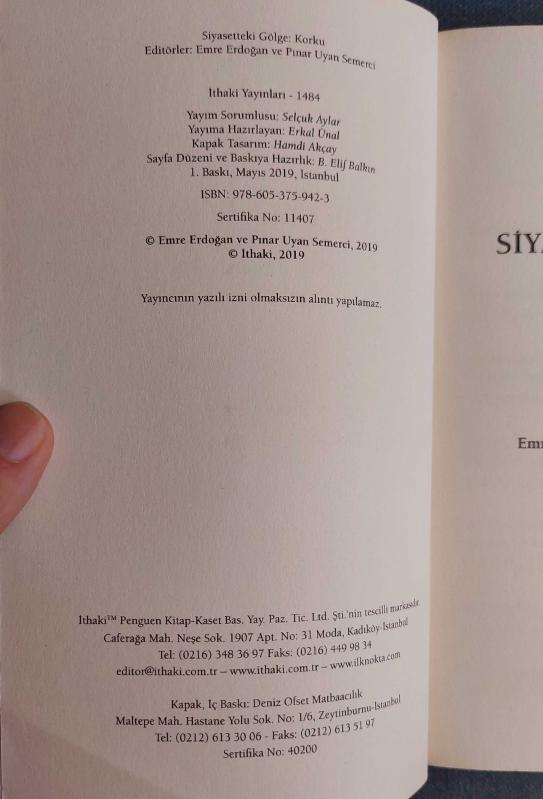 Siyasetteki Gölge: Korku
Editörler: Emre Erdoğan ve Pınar Uyan Semerci
İthaki Yayınları - 1484
Yayım Sorumlusu: Selçuk Aylar
Yayıma Hazırlayan: Erkal Ünal
Kapak Tasarım: Hamdi Akçay
Sayfa Düzeni ve Baskıya Hazırlık: B. Elif Balkın
1. Baskı, Mayıs 2019, İstanbul
ISBN: 978-605-375-942-3
Sertifika No: 11407
© Emre Erdoğan ve Pınar Uyan Semerci, 2019
© İthaki, 2019
Yayıncının yazılı izni olmaksızın alıntı yapılamaz.
İthaki™ Penguen Kitap-Kaset Bas. Yay. Paz. Tic. Ltd. Şti.'nin tescilli markasıdır.
Caferağa Mah. Neşe Sok. 1907 Apt. No: 31 Moda, Kadıköy-İstanbul
Tel: (0216) 348 36 97 Faks: (0216) 449 98 34
editor@ithaki.com.tr – www.ithaki.com.tr – www.ilknokta.com
Kapak, İç Baskı: Deniz Ofset Matbaacılık
Maltepe Mah. Hastane Yolu Sok. No: 1/6, Zeytinburnu-İstanbul
Tel: (0212) 613 30 06 - Faks: (0212) 613 51 97
Sertifika No: 40200
SİYA
Emr